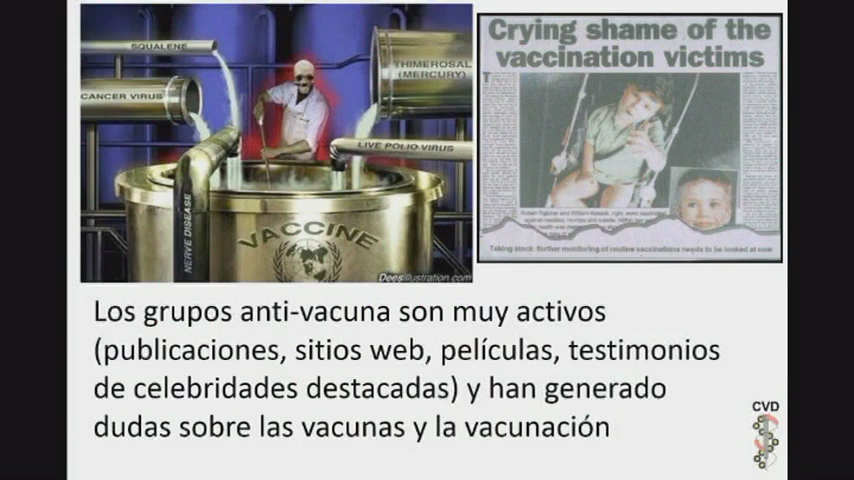 SQUALENE
THIMEROSAL
(MERCURY)
CANCER VIRUS
LIVE POLIO VIRUS
NERVE DISEASE
VACCINE
Deesillustration.com
Crying shame of the
vaccination victims
Taking stock: further monitoring of routine vaccinations needs to be looked at now
Los grupos anti-vacuna son muy activos
(publicaciones, sitios web, películas, testimonios
de celebridades destacadas) y han generado
dudas sobre las vacunas y la vacunación
CVD